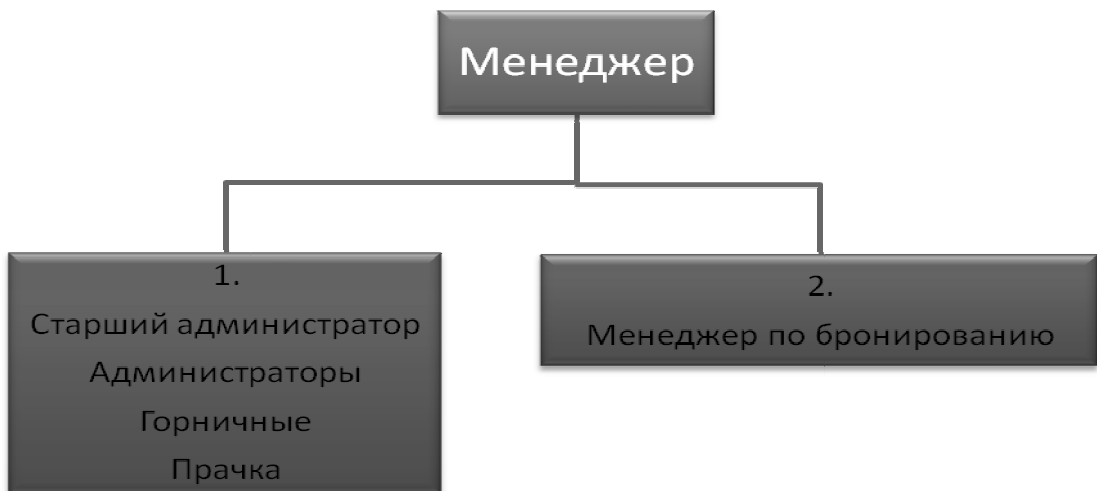 Менеджер
1.
Старший администратор
Администраторы
Горничные
Прачка
2.
Менеджер по бронированию